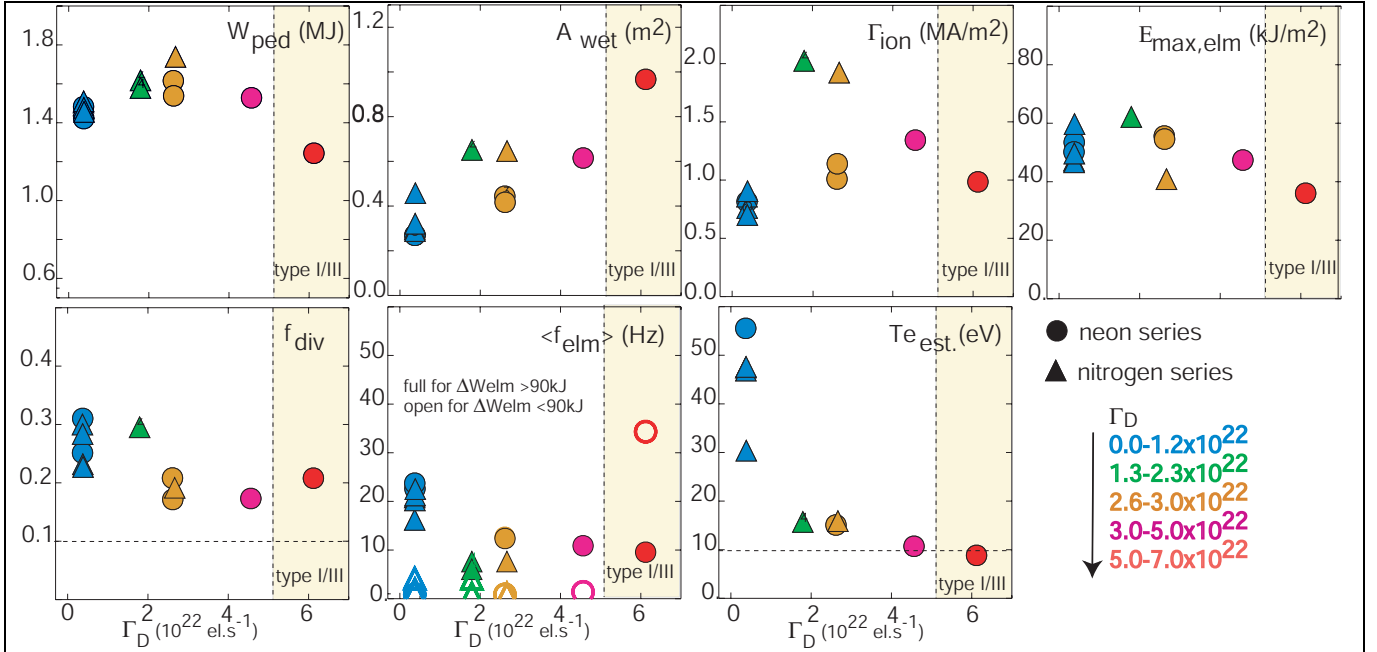 W_ped (MJ)
1.8
1.4
1.0
0.6
type I/III
A_wet (m2)
1.2
0.8
0.4
0.0
type I/III
Γ_ion (MA/m2)
2.0
1.5
1.0
0.5
0.0
type I/III
E_max,elm (kJ/m2)
80
60
40
20
0
type I/III
f_div
0.4
0.3
0.2
0.1
type I/III
0 2 4 6
Γ_D (10^22 el.s^-1)
<f_elm> (Hz)
full for ΔWelm >90kJ
open for ΔWelm <90kJ
50
40
30
20
10
0
type I/III
0 2 4 6
Γ_D (10^22 el.s^-1)
Te_est. (eV)
50
40
30
20
10
0
type I/III
0 2 4 6
Γ_D (10^22 el.s^-1)
neon series
nitrogen series
Γ_D
0.0-1.2x10^22
1.3-2.3x10^22
2.6-3.0x10^22
3.0-5.0x10^22
5.0-7.0x10^22